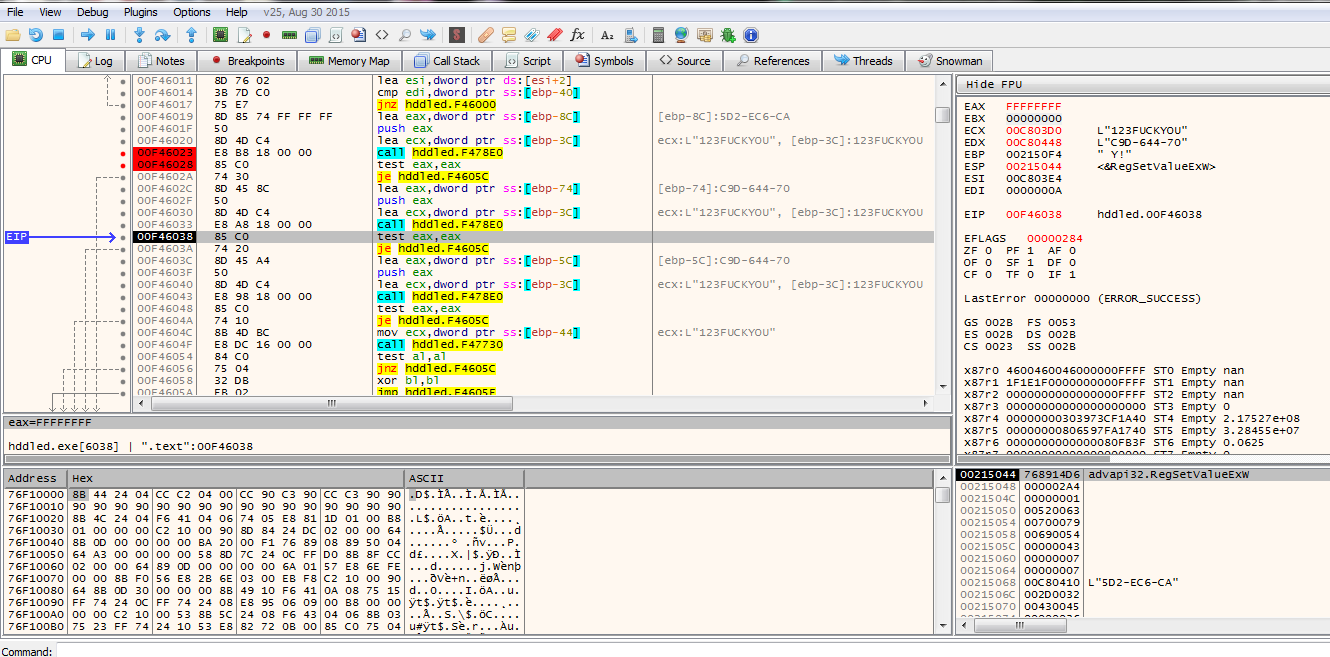 File View Debug Plugins Options Help v25, Aug 30 2015
CPU Log Notes Breakpoints Memory Map Call Stack Script Symbols Source References Threads Snowman
00F46011 8D 76 02 lea esi,dword ptr ds:[esi+2]
00F46014 3B 7D C0 cmp edi,dword ptr ss:[ebp-40]
00F46017 75 E7 jnz hddled.F46000
00F46019 8D 85 74 FF FF FF lea eax,dword ptr ss:[ebp-8C] [ebp-8C]:5D2-EC6-CA
00F4601F 50 push eax
00F46020 8D 4D C4 lea ecx,dword ptr ss:[ebp-3C] ecx:L"123FUCKYOU", [ebp-3C]:123FUCKYOU
00F46023 E8 B8 18 00 00 call hddled.F478E0
00F46028 85 C0 test eax,eax
00F4602A 74 30 je hddled.F4605C
00F4602C 8D 45 8C lea eax,dword ptr ss:[ebp-74] [ebp-74]:C9D-644-70
00F4602F 50 push eax
00F46030 8D 4D C4 lea ecx,dword ptr ss:[ebp-3C] ecx:L"123FUCKYOU", [ebp-3C]:123FUCKYOU
00F46033 E8 A8 18 00 00 call hddled.F478E0
EIP 00F46038 85 C0 test eax,eax
00F4603A 74 20 je hddled.F4605C
00F4603C 8D 45 A4 lea eax,dword ptr ss:[ebp-5C] [ebp-5C]:C9D-644-70
00F4603F 50 push eax
00F46040 8D 4D C4 lea ecx,dword ptr ss:[ebp-3C] ecx:L"123FUCKYOU", [ebp-3C]:123FUCKYOU
00F46043 E8 98 18 00 00 call hddled.F478E0
00F46048 85 C0 test eax,eax
00F4604A 74 10 je hddled.F4605C
00F4604C 8B 4D BC mov ecx,dword ptr ss:[ebp-44] ecx:L"123FUCKYOU"
00F4604F E8 DC 16 00 00 call hddled.F47730
00F46054 84 C0 test al,al
00F46056 75 04 jnz hddled.F4605C
00F46058 32 DB xor bl,bl
00F4605A EB 02 jmp hddled.F4605E
Hide FPU
EAX FFFFFFFF
EBX 00000000
ECX 00C803D0 L"123FUCKYOU"
EDX 00C80448 L"C9D-644-70"
EBP 002150F4 " Y!"
ESP 00215044 <&RegSetValueExW>
ESI 00C803E4
EDI 0000000A
EIP 00F46038 hddled.00F46038
EFLAGS 00000284
ZF 0 PF 1 AF 0
OF 0 SF 1 DF 0
CF 0 TF 0 IF 1
LastError 00000000 (ERROR_SUCCESS)
GS 002B FS 0053
ES 002B DS 002B
CS 0023 SS 002B
x87r0 4600460046000000FFFF ST0 Empty nan
x87r1 1F1E1F0000000000FFFF ST1 Empty nan
x87r2 0000000000000000FFFF ST2 Empty nan
x87r3 00000000000000000000 ST3 Empty 0
x87r4 00000000303973CF1A40 ST4 Empty 2.17527e+08
x87r5 00000000806597FA1740 ST5 Empty 3.28455e+07
x87r6 0000000000000080FB3F ST6 Empty 0.0625
eax=FFFFFFFF
hddled.exe[6038] | ".text":00F46038
Address Hex ASCII
76F10000 8B 44 24 04 CC C2 04 00 CC 90 C3 90 CC C3 90 90 .D$.ÌÂ..Ì.Ã.ÌÃ..
76F10010 90 90 90 90 90 90 90 90 90 90 90 90 90 90 90 90 ................
76F10020 8B 4C 24 04 F6 41 04 06 74 05 E8 81 1D 01 00 B8 .L$.öA..t.è....¸
76F10030 01 00 00 00 C2 10 00 90 8D 84 24 DC 02 00 00 64 ....Â.....$Ü...d
76F10040 8B 0D 00 00 00 00 BA 20 00 F1 76 89 08 89 50 04 ......º .ñv...P.
76F10050 64 A3 00 00 00 00 58 8D 7C 24 0C FF D0 8B 8F CC d£....X.|$.ÿÐ..Ì
76F10060 02 00 00 64 89 0D 00 00 00 00 6A 01 57 E8 6E FE ...d......j.Wènþ
76F10070 00 00 8B F0 56 E8 2B 6E 03 00 EB F8 C2 10 00 90 ...ðVè+n..ëøÂ...
76F10080 64 8B 0D 30 00 00 00 8B 49 10 F6 41 0A 08 75 15 d..0....I.öA..u.
76F10090 FF 74 24 0C FF 74 24 08 E8 95 06 09 00 B8 00 00 ÿt$.ÿt$.è....¸..
76F100A0 00 00 C2 10 00 53 8B 5C 24 08 F6 43 04 06 8B 03 ..Â..S.\$.öC....
76F100B0 75 23 FF 74 24 10 53 E8 82 72 0B 00 85 C0 75 04 u#ÿt$.Sè.r...Àu.
00215044 768914D6 advapi32.RegSetValueExW
00215048 000002A4
0021504C 00000001
00215050 00520063
00215054 00700079
00215058 00690054
0021505C 00000043
00215060 00000007
00215064 00000007
00215068 00C80410 L"5D2-EC6-CA"
0021506C 002D0032
00215070 00430045
Command: